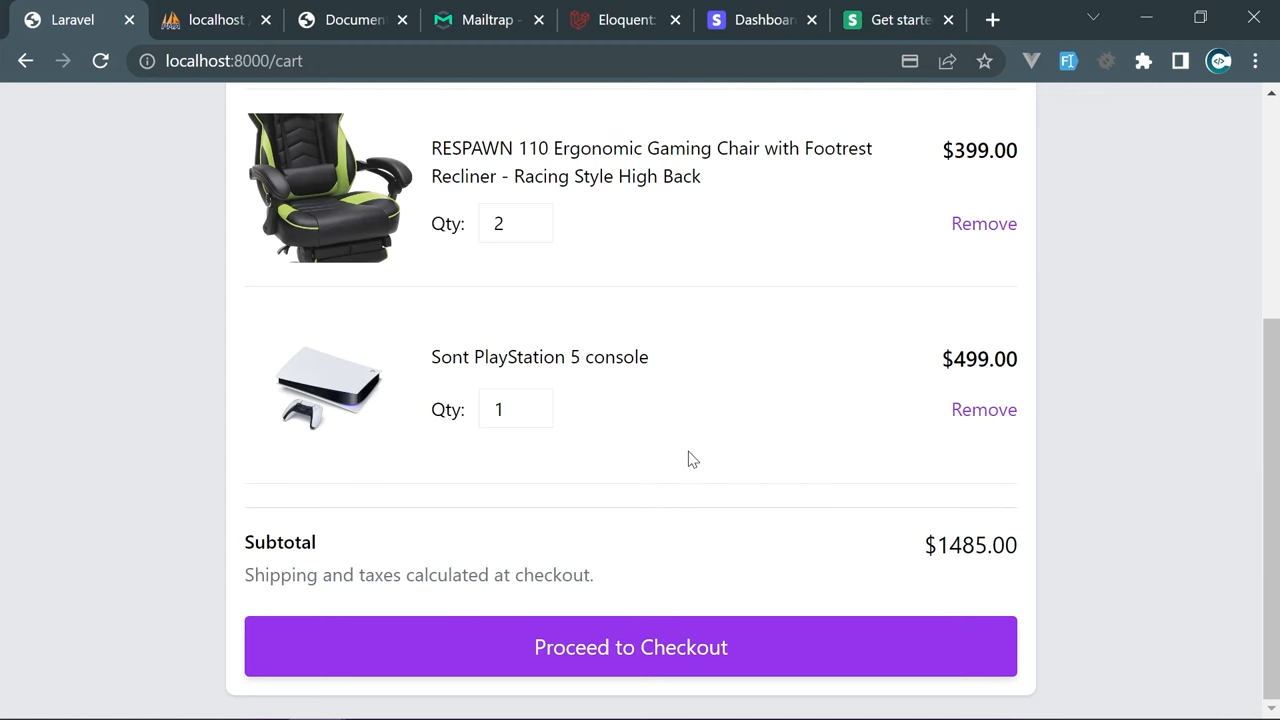 Laravel
localhost
Documen
Mailtrap -
Eloquent:
Dashboar
Get starte
localhost:8000/cart
RESPAWN 110 Ergonomic Gaming Chair with Footrest
Recliner - Racing Style High Back
$399.00
Qty: 2
Remove
Sont PlayStation 5 console
$499.00
Qty: 1
Remove
Subtotal
$1485.00
Shipping and taxes calculated at checkout.
Proceed to Checkout